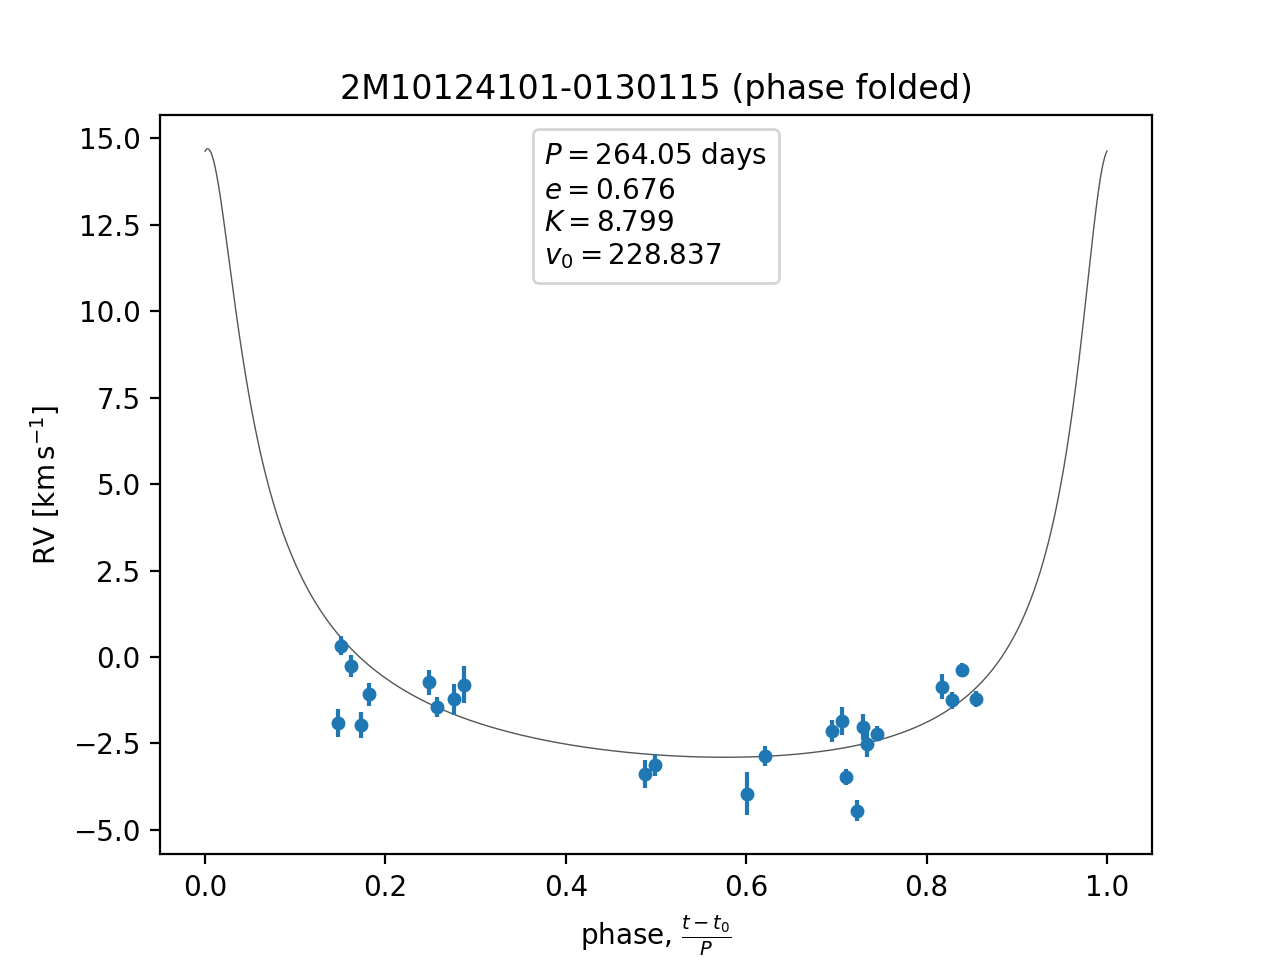 2M10124101-0130115 (phase folded)
P = 264.05 days
e = 0.676
K = 8.799
v₀ = 228.837
RV [km s⁻¹]
15.0
12.5
10.0
7.5
5.0
2.5
0.0
−2.5
−5.0
0.0 0.2 0.4 0.6 0.8 1.0
phase, (t − t₀)/P